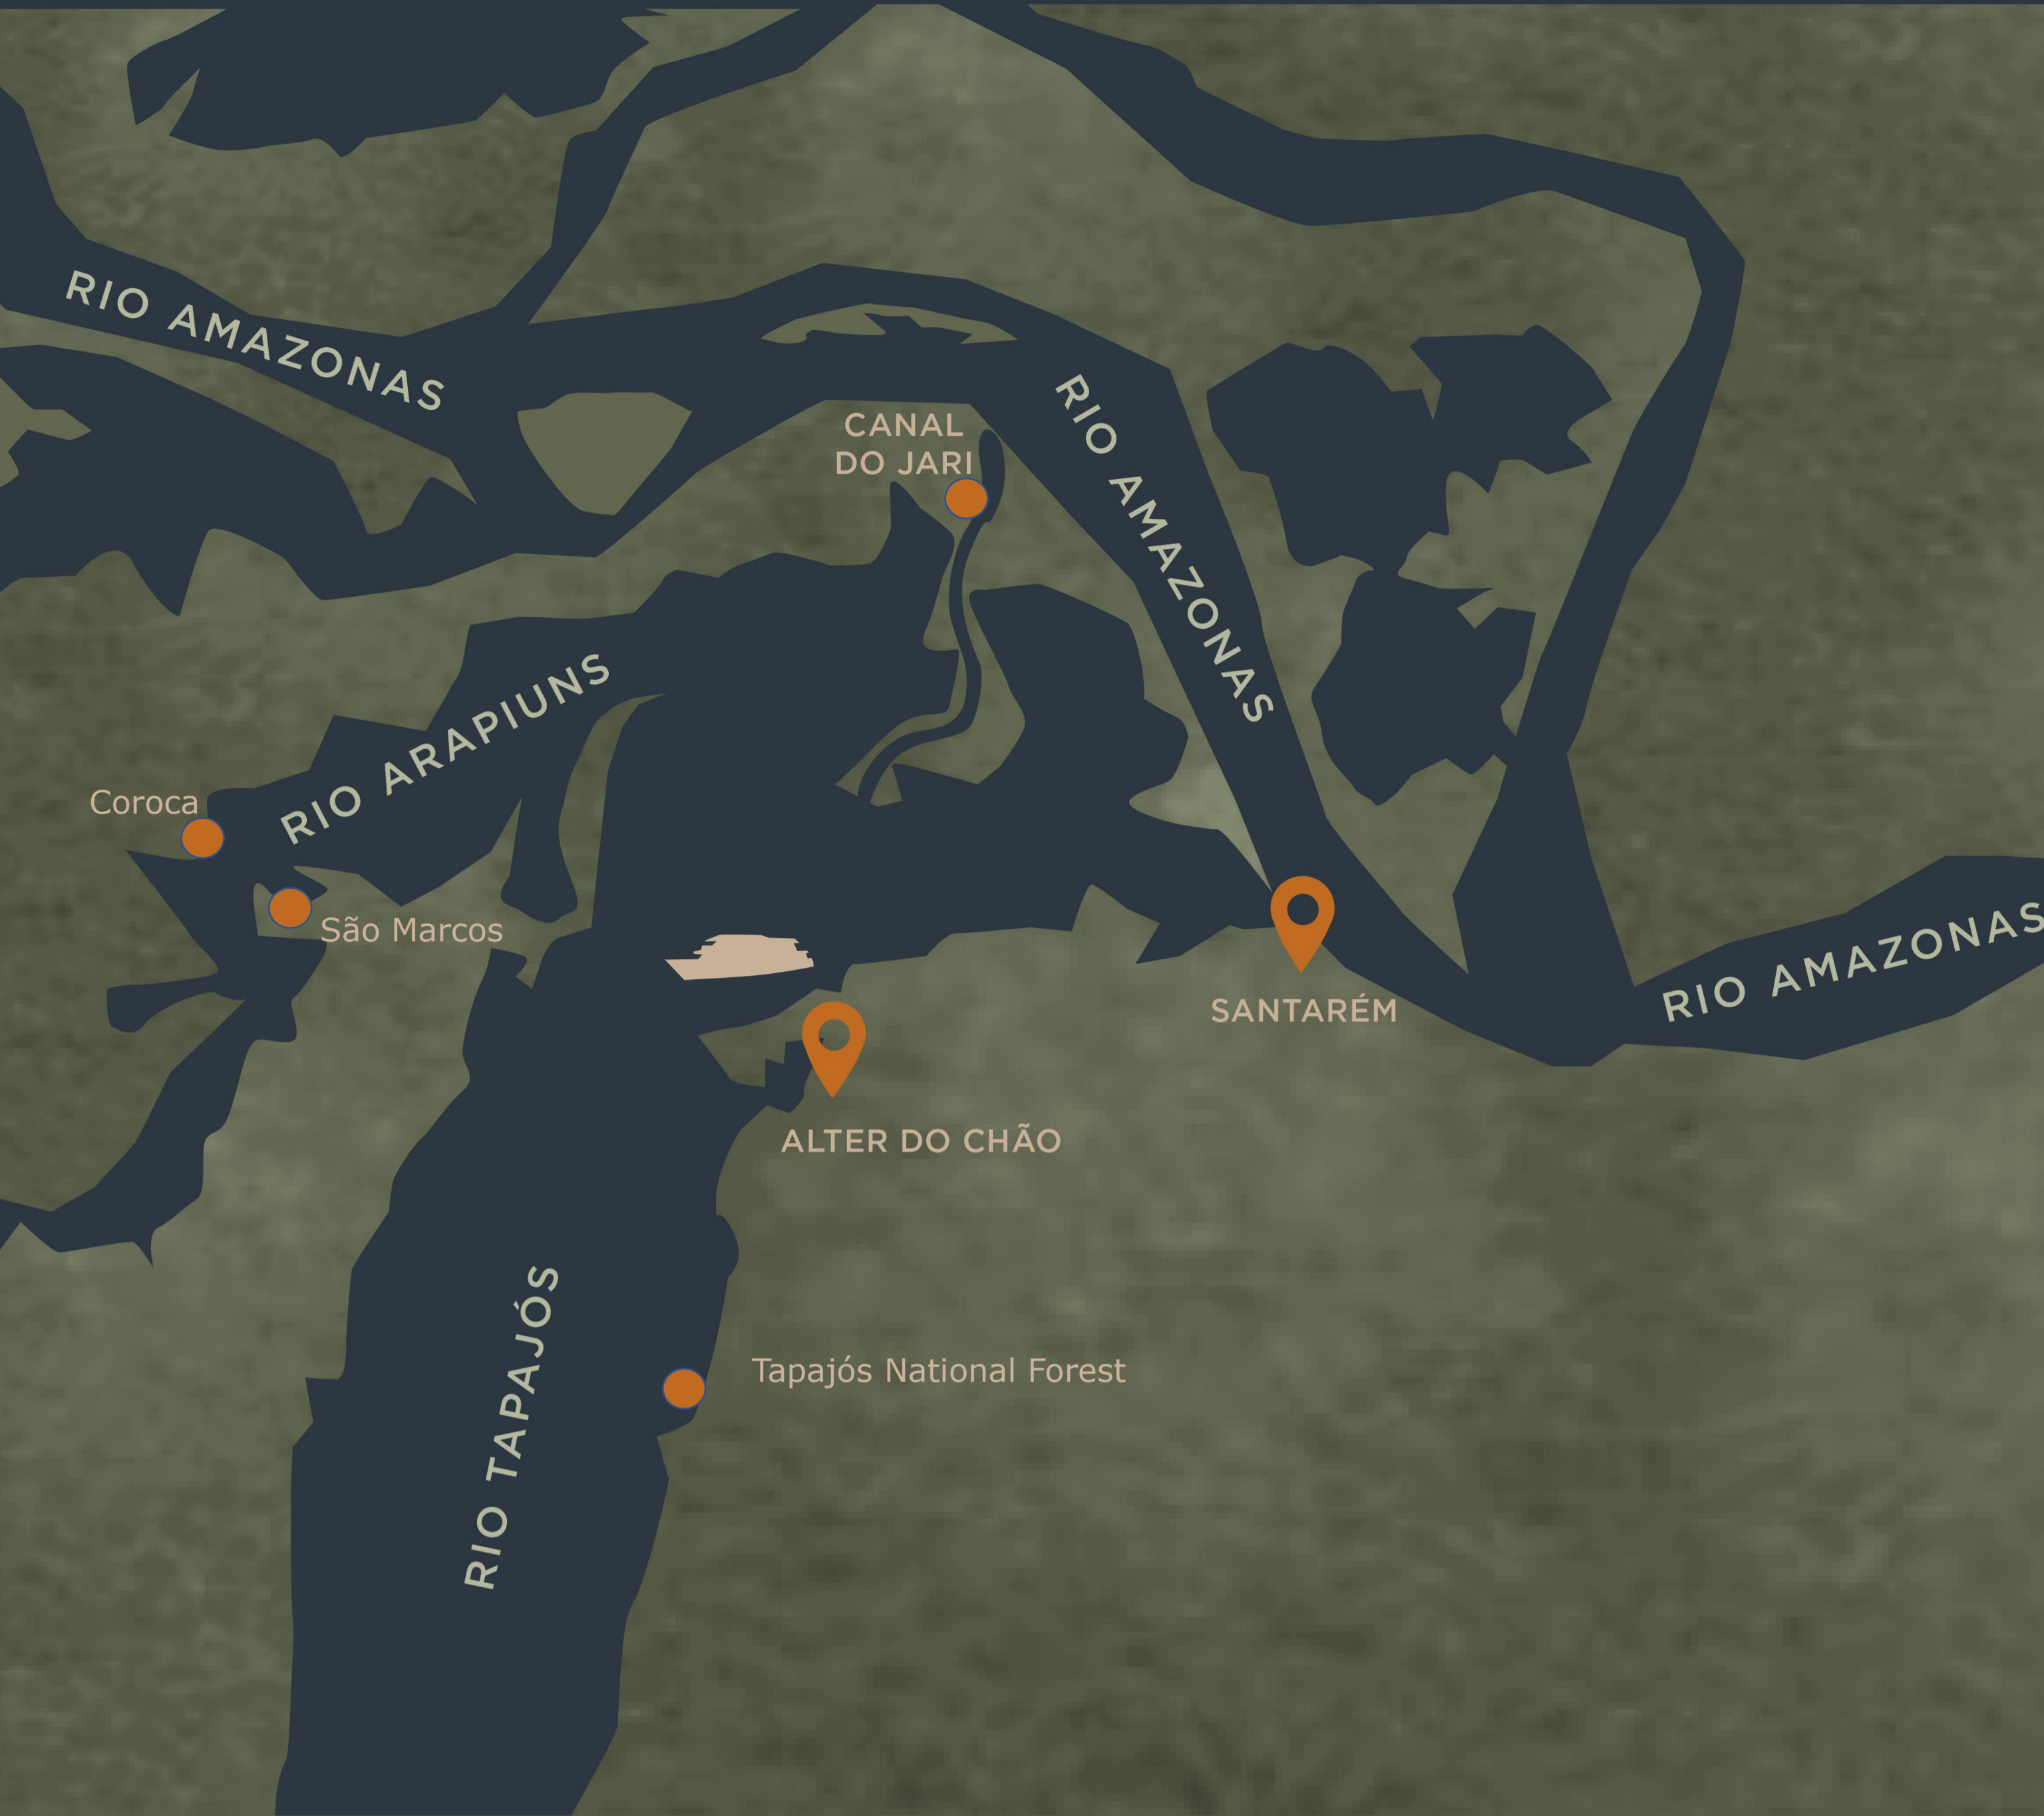 RIO AMAZONAS
CANAL
DO JARI
RIO AMAZONAS
RIO ARAPIUNS
Coroca
São Marcos
SANTARÉM
RIO AMAZONAS
ALTER DO CHÃO
RIO TAPAJÓS
Tapajós National Forest